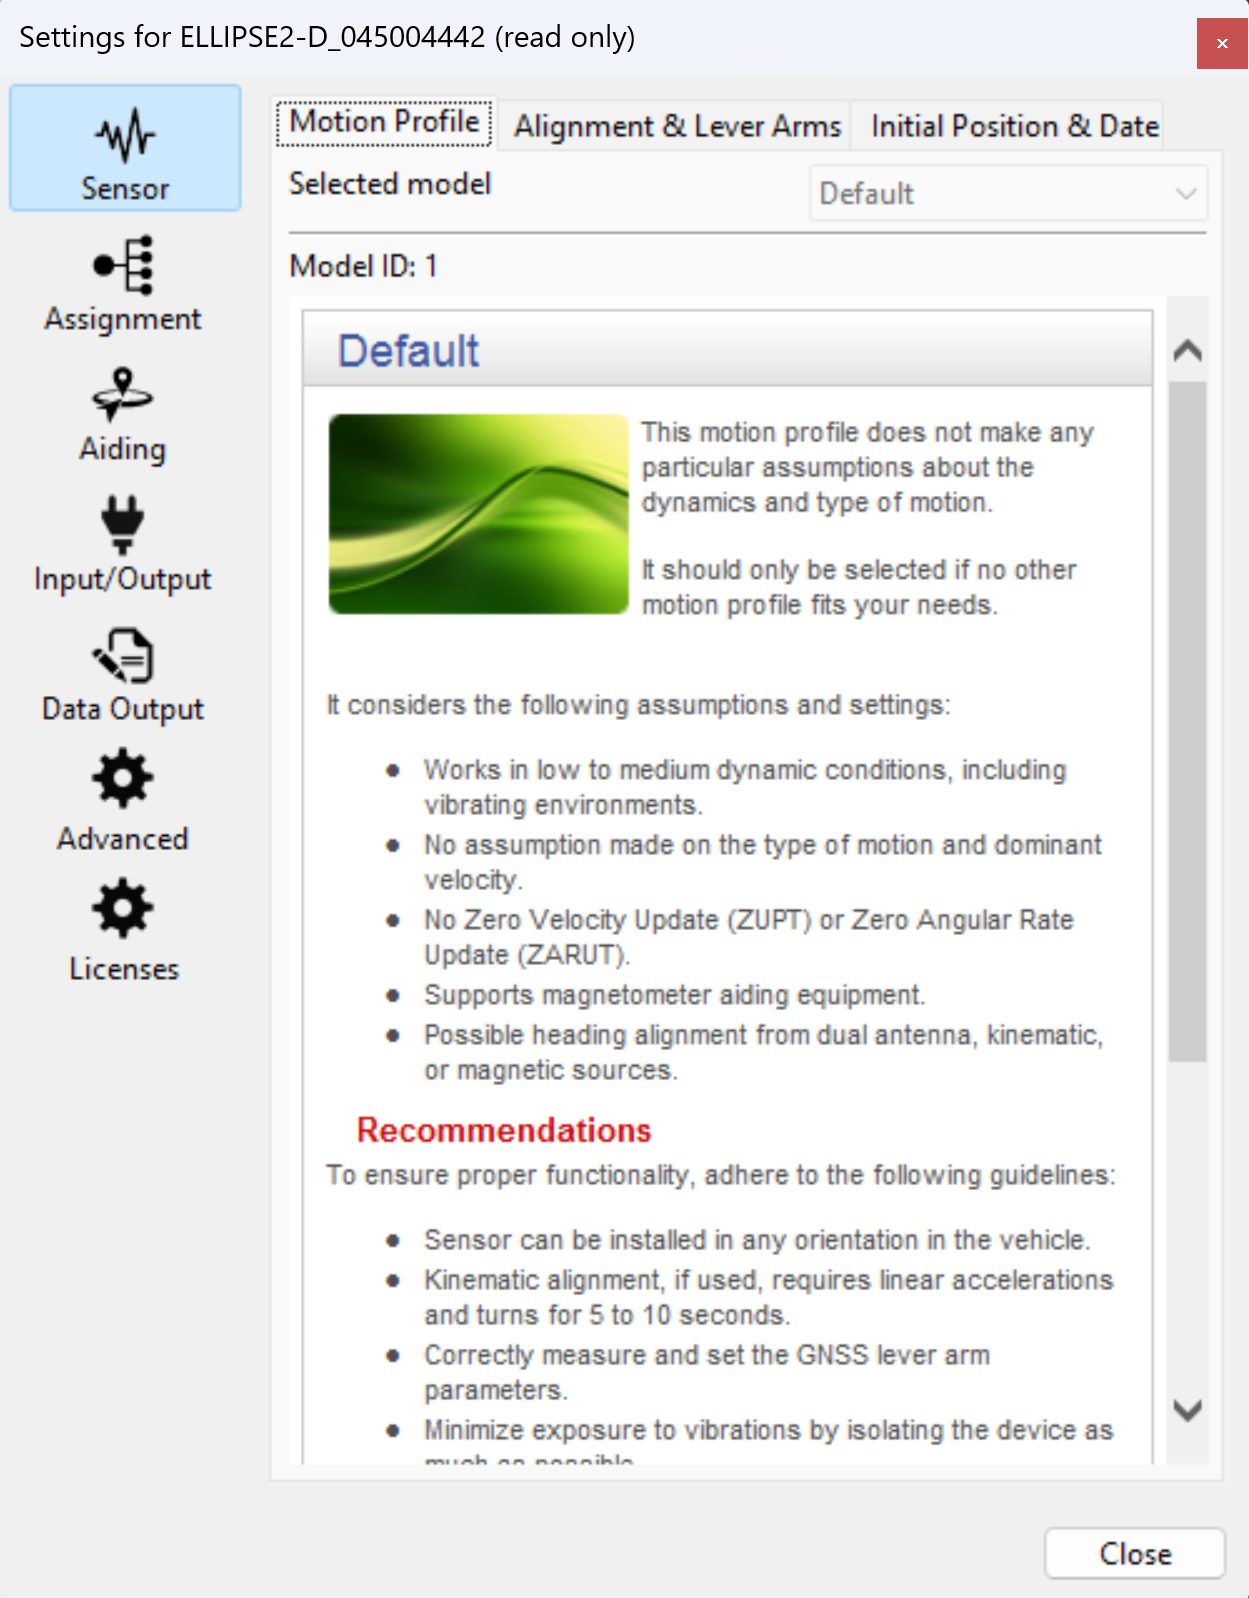 Settings for ELLIPSE2-D_045004442 (read only)
Sensor
Assignment
Aiding
Input/Output
Data Output
Advanced
Licenses
Motion Profile
Alignment & Lever Arms
Initial Position & Date
Selected model
Default
Model ID: 1
Default
This motion profile does not make any
particular assumptions about the
dynamics and type of motion.
It should only be selected if no other
motion profile fits your needs.
It considers the following assumptions and settings:
● Works in low to medium dynamic conditions, including
vibrating environments.
● No assumption made on the type of motion and dominant
velocity.
● No Zero Velocity Update (ZUPT) or Zero Angular Rate
Update (ZARUT).
● Supports magnetometer aiding equipment.
● Possible heading alignment from dual antenna, kinematic,
or magnetic sources.
Recommendations
To ensure proper functionality, adhere to the following guidelines:
● Sensor can be installed in any orientation in the vehicle.
● Kinematic alignment, if used, requires linear accelerations
and turns for 5 to 10 seconds.
● Correctly measure and set the GNSS lever arm
parameters.
● Minimize exposure to vibrations by isolating the device as
much as possible.
Close